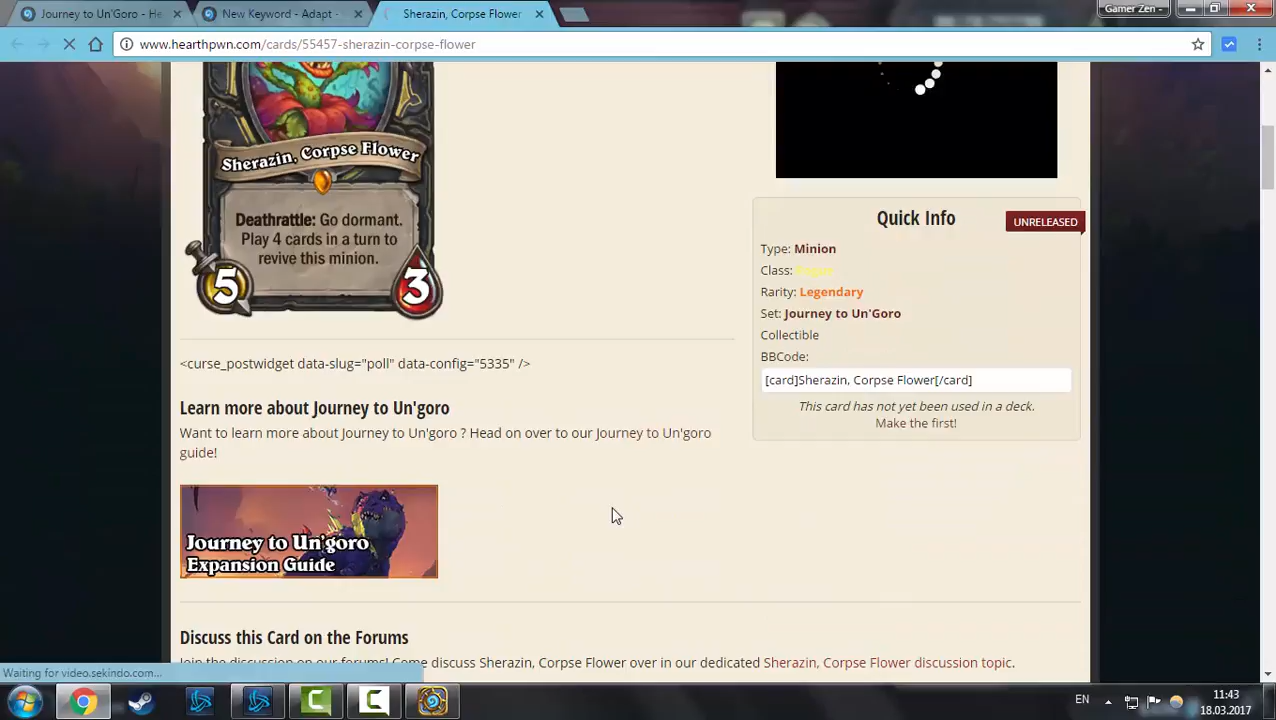 Journey to Un'Goro - He
New Keyword - Adapt -
Sherazin, Corpse Flower
Gamer Zen -
www.hearthpwn.com/cards/55457-sherazin-corpse-flower
Sherazin, Corpse Flower
Deathrattle: Go dormant.
Play 4 cards in a turn to
revive this minion.
5
3
Quick Info
UNRELEASED
Type: Minion
Class: Rogue
Rarity: Legendary
Set: Journey to Un'Goro
Collectible
BBCode:
[card]Sherazin, Corpse Flower[/card]
This card has not yet been used in a deck.
Make the first!
<curse_postwidget data-slug="poll" data-config="5335" />
Learn more about Journey to Un'goro
Want to learn more about Journey to Un'goro ? Head on over to our Journey to Un'goro
guide!
Journey to Un'goro
Expansion Guide
Discuss this Card on the Forums
Join the discussion on our forums! Come discuss Sherazin, Corpse Flower over in our dedicated Sherazin, Corpse Flower discussion topic.
Waiting for video.sekindo.com...
EN
11:43
18.03.2017